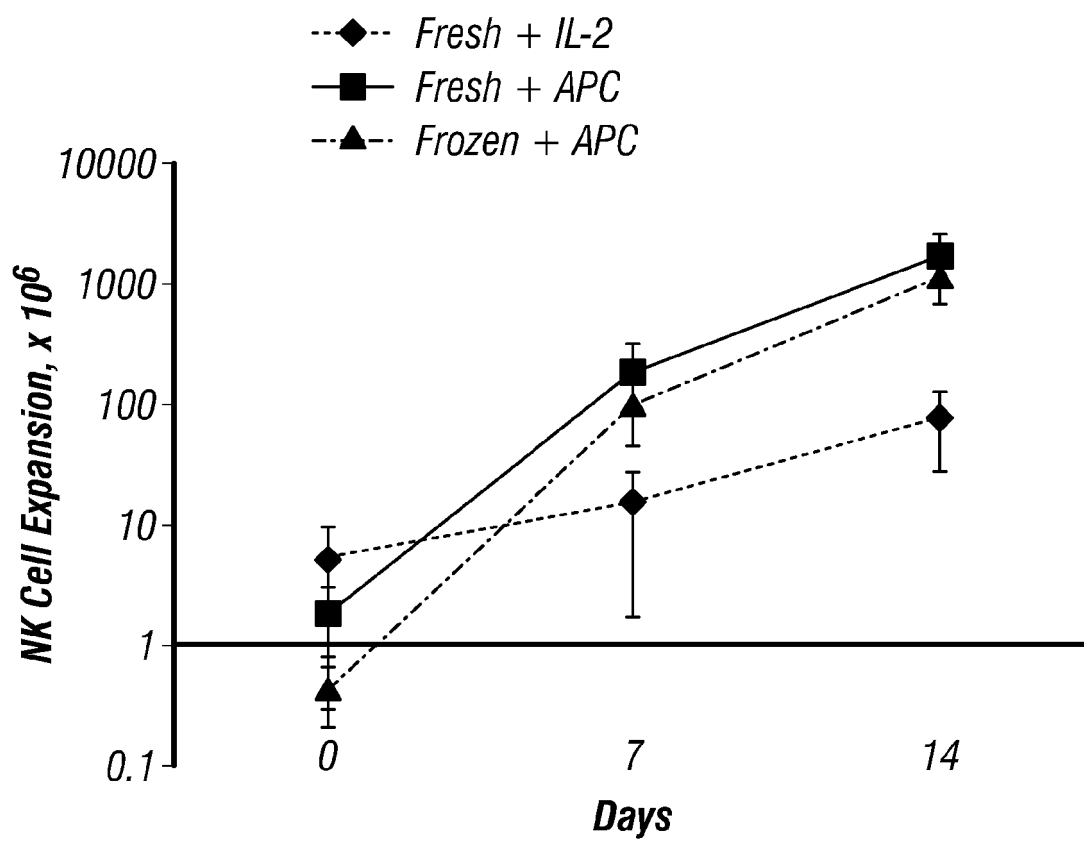 Fresh + IL-2
Fresh + APC
Frozen + APC
10000
1000
100
10
1
0.1
NK Cell Expansion, x 10⁶
0 7 14
Days